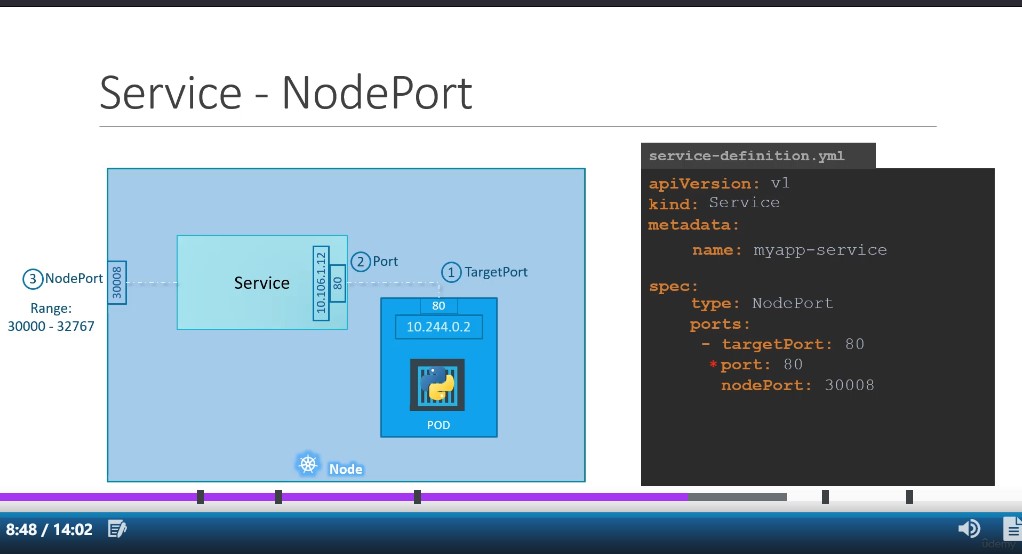 Service - NodePort
service-definition.yml
apiVersion: v1
kind: Service
metadata:
name: myapp-service
spec:
type: NodePort
ports:
- targetPort: 80
* port: 80
nodePort: 30008
3 NodePort
Range:
30000 - 32767
30008
Service
10.106.1.12
80
2 Port
1 TargetPort
80
10.244.0.2
POD
Node
8:48 / 14:02
Udemy